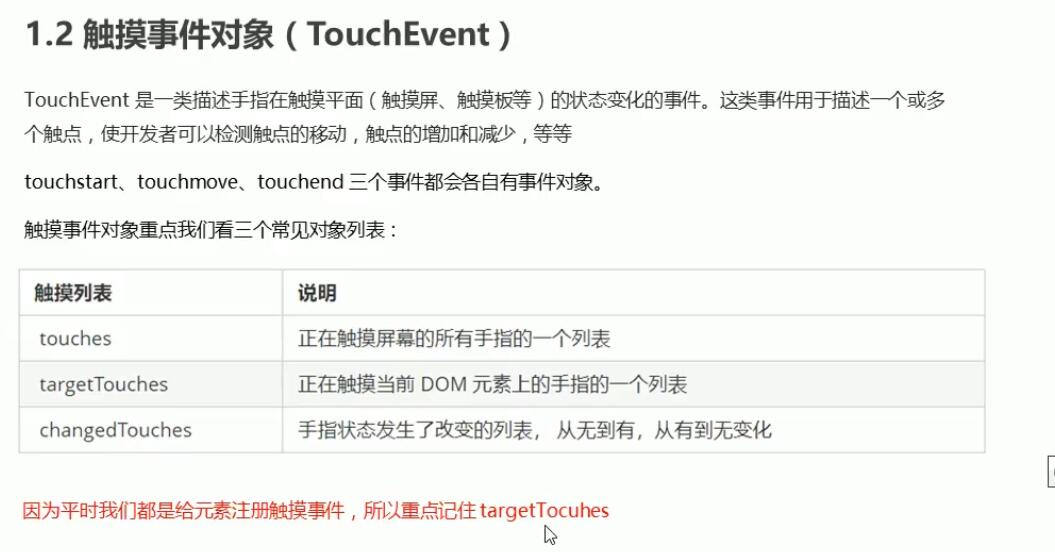 1.2 触摸事件对象（TouchEvent）
TouchEvent 是一类描述手指在触摸平面（触摸屏、触摸板等）的状态变化的事件。这类事件用于描述一个或多
个触点，使开发者可以检测触点的移动，触点的增加和减少，等等
touchstart、touchmove、touchend 三个事件都会各自有事件对象。
触摸事件对象重点我们看三个常见对象列表：
触摸列表 说明
touches 正在触摸屏幕的所有手指的一个列表
targetTouches 正在触摸当前 DOM 元素上的手指的一个列表
changedTouches 手指状态发生了改变的列表， 从无到有，从有到无变化
因为平时我们都是给元素注册触摸事件，所以重点记住 targetTocuhes